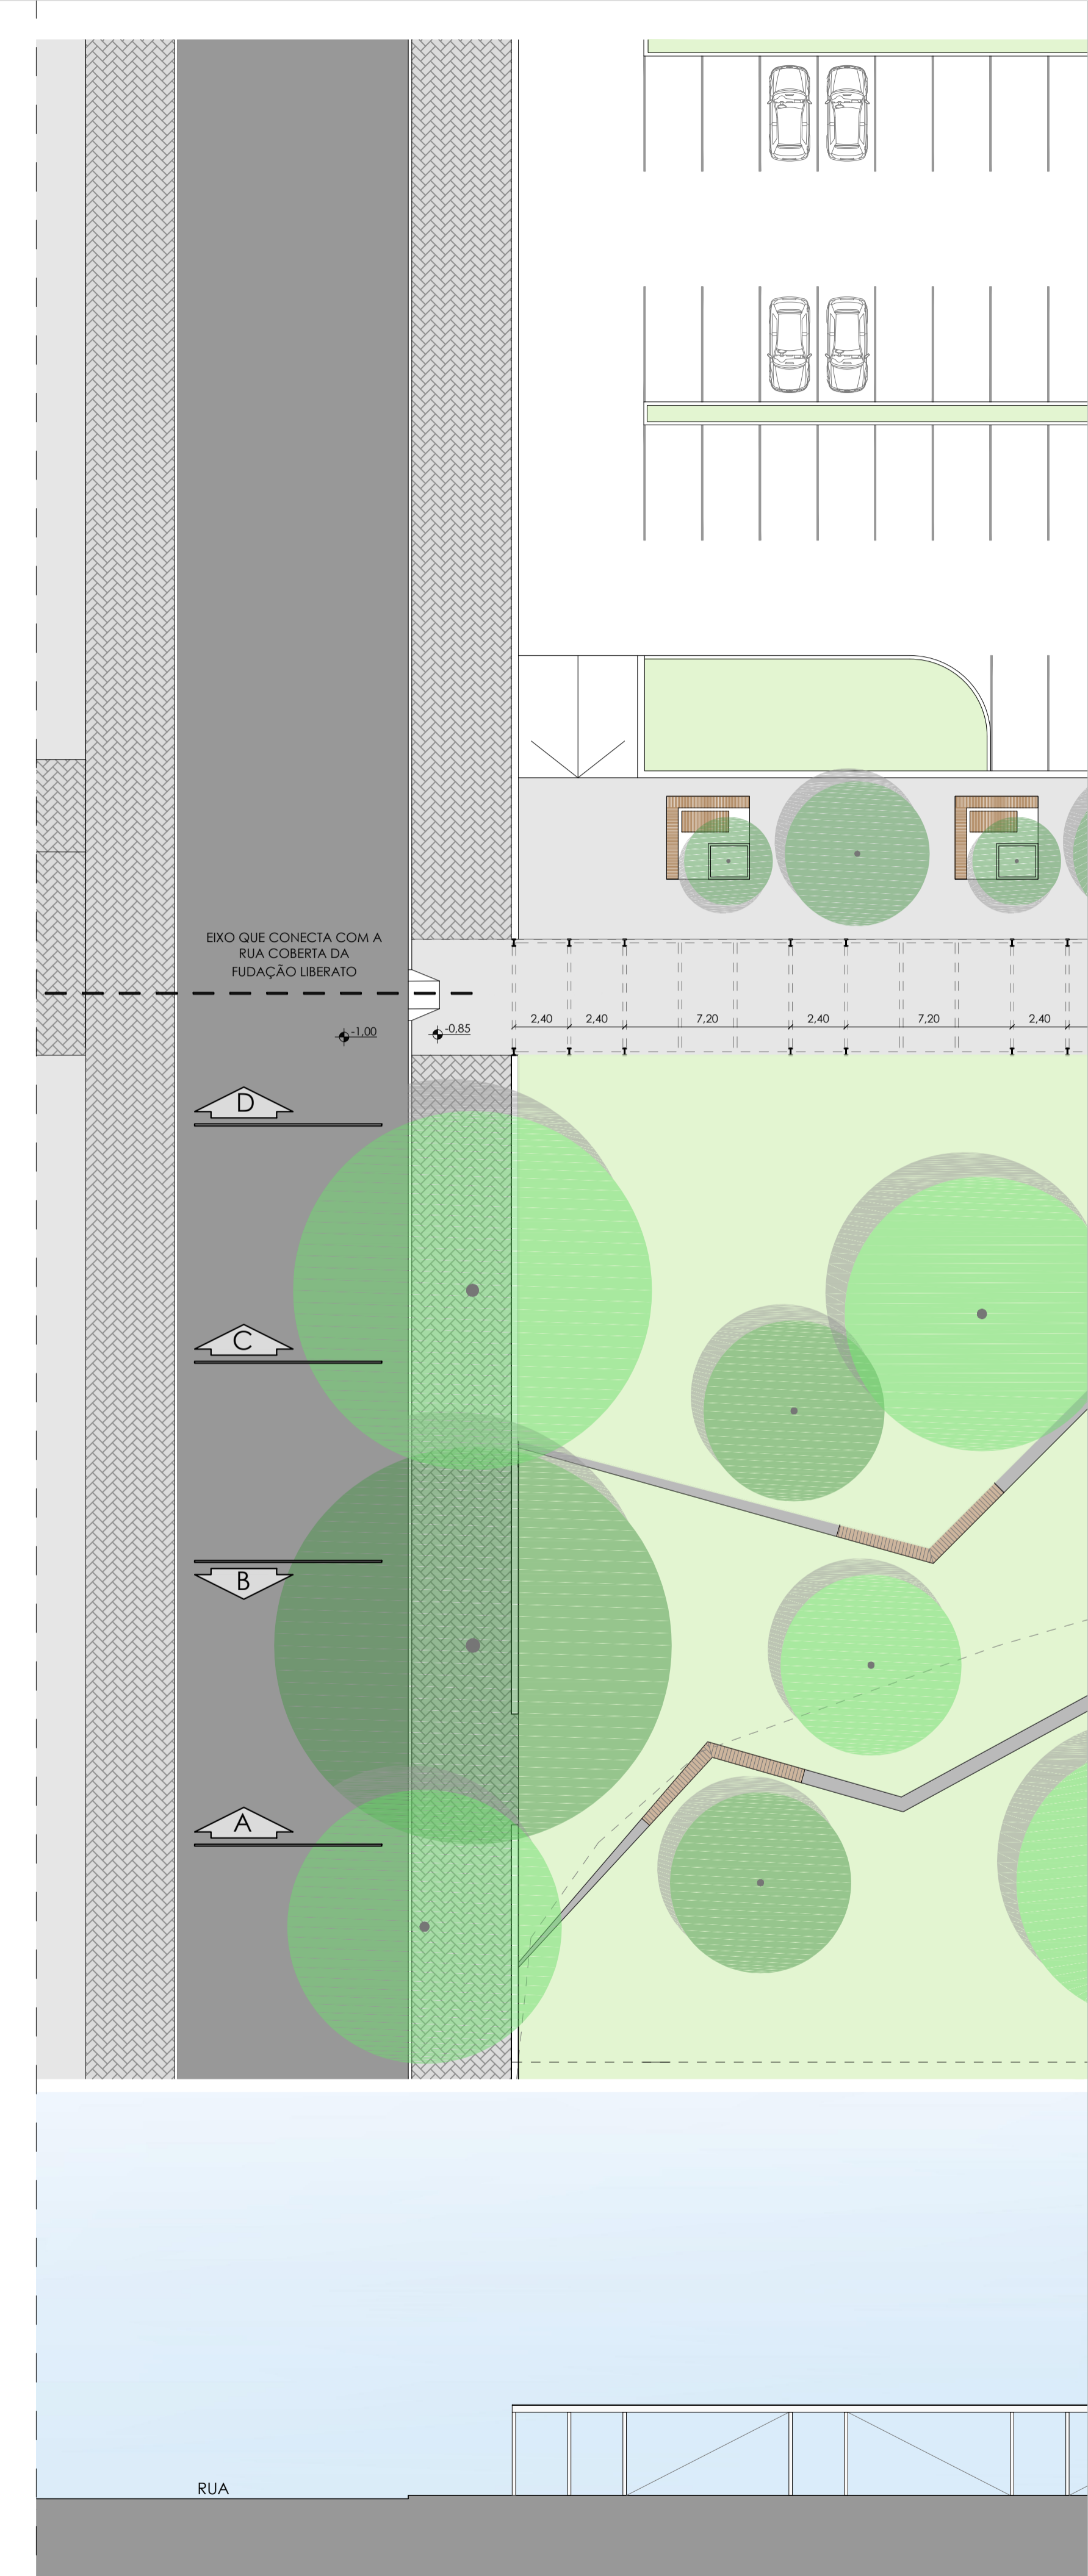 EIXO QUE CONECTA COM A
RUA COBERTA DA
FUDAÇÃO LIBERATO
-1,00
-0,85
2,40
2,40
7,20
2,40
7,20
2,40
D
C
B
A
RUA